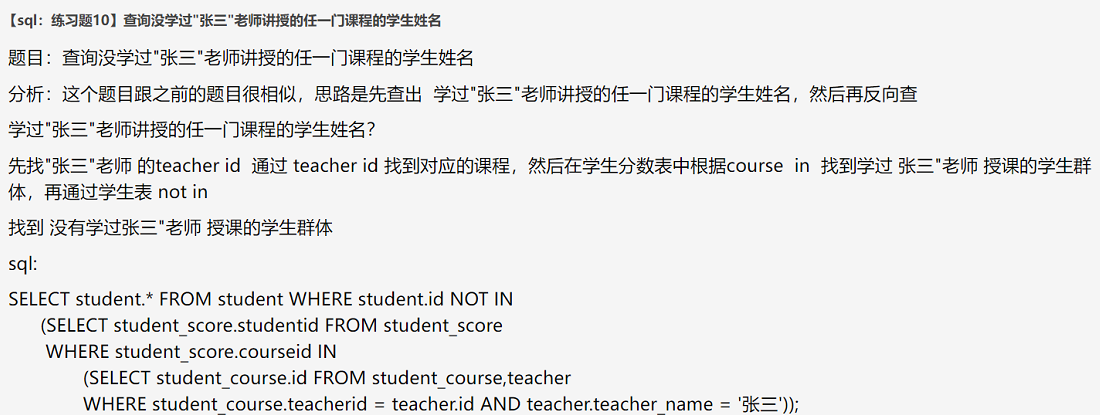 【sql：练习题10】查询没学过"张三"老师讲授的任一门课程的学生姓名
题目：查询没学过"张三"老师讲授的任一门课程的学生姓名
分析：这个题目跟之前的题目很相似，思路是先查出  学过"张三"老师讲授的任一门课程的学生姓名，然后再反向查
学过"张三"老师讲授的任一门课程的学生姓名？
先找"张三"老师 的teacher id  通过 teacher id 找到对应的课程，然后在学生分数表中根据course  in  找到学过 张三"老师 授课的学生群
体，再通过学生表 not in
找到 没有学过张三"老师 授课的学生群体
sql:
SELECT student.* FROM student WHERE student.id NOT IN
(SELECT student_score.studentid FROM student_score
WHERE student_score.courseid IN
(SELECT student_course.id FROM student_course,teacher
WHERE student_course.teacherid = teacher.id AND teacher.teacher_name = '张三'));